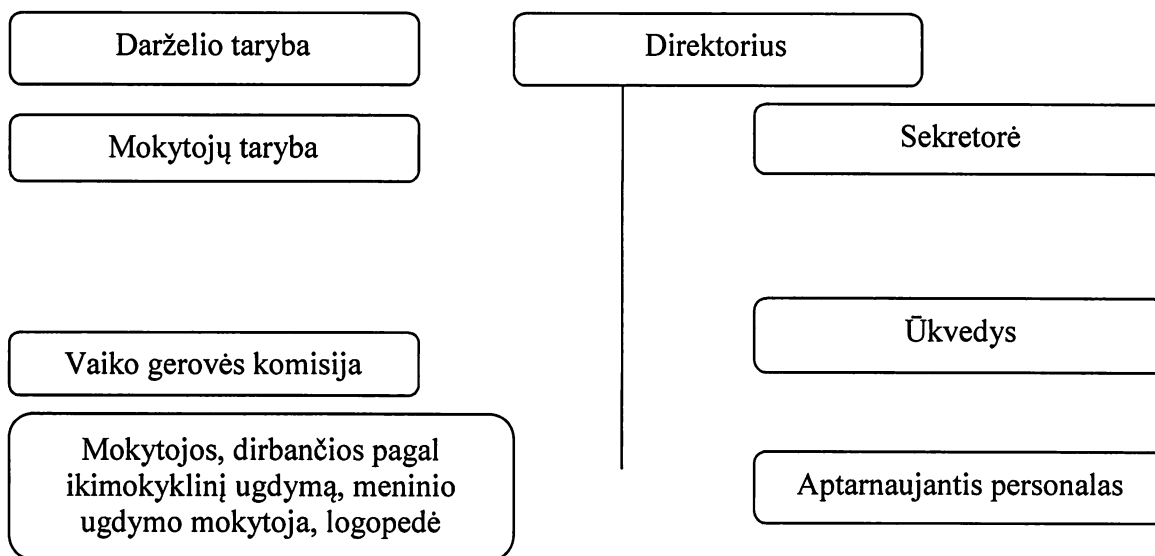 Darželio taryba
Direktorius
Mokytojų taryba
Sekretorė
Ūkvedys
Vaiko gerovės komisija
Mokytojos, dirbančios pagal
ikimokyklinį ugdymą, meninio
ugdymo mokytoja, logopedė
Aptarnaujantis personalas